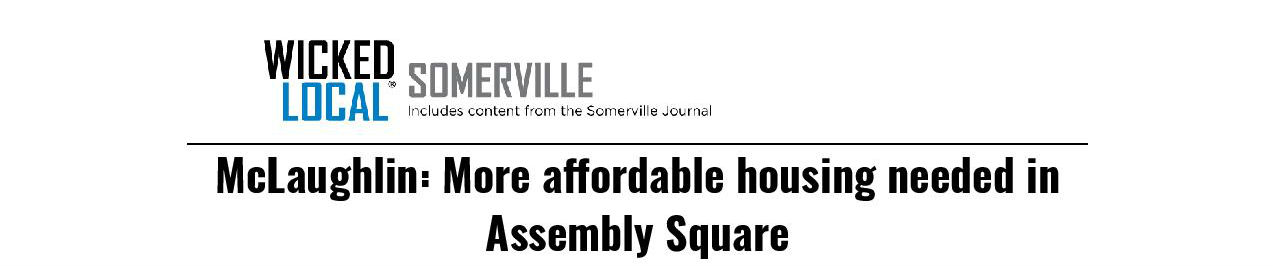 WICKED
LOCAL® SOMERVILLE
Includes content from the Somerville Journal
McLaughlin: More affordable housing needed in
Assembly Square